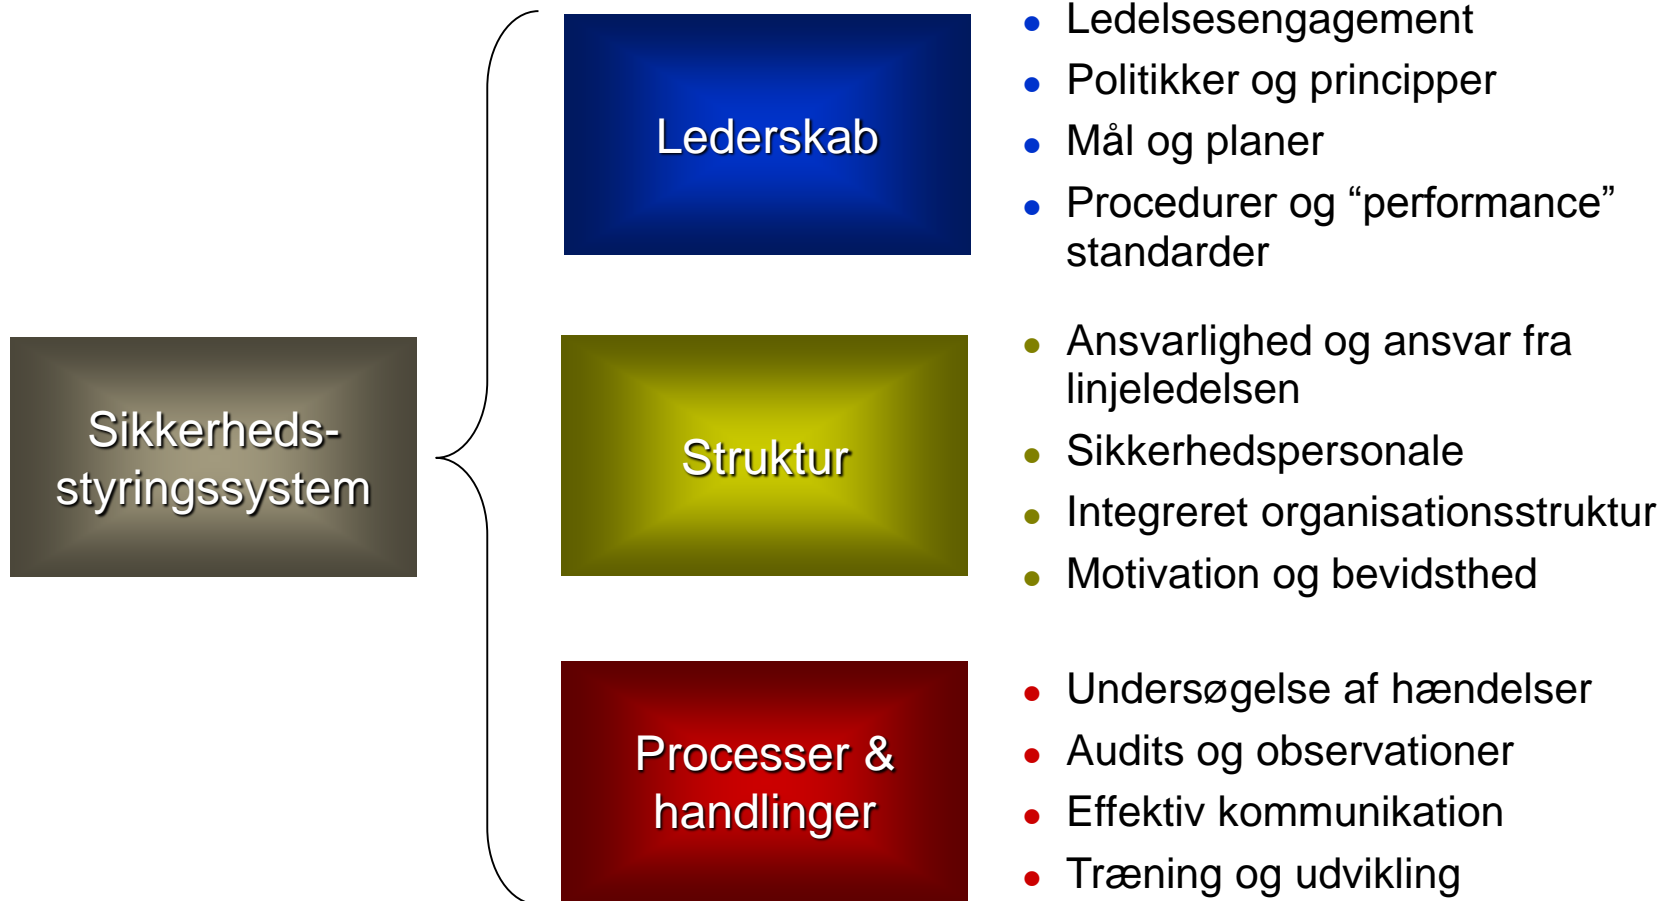 Sikkerheds-
styringssystem
Lederskab
Ledelsesengagement
Politikker og principper
Mål og planer
Procedurer og “performance”
standarder
Struktur
Ansvarlighed og ansvar fra
linjeledelsen
Sikkerhedspersonale
Integreret organisationsstruktur
Motivation og bevidsthed
Processer &
handlinger
Undersøgelse af hændelser
Audits og observationer
Effektiv kommunikation
Træning og udvikling